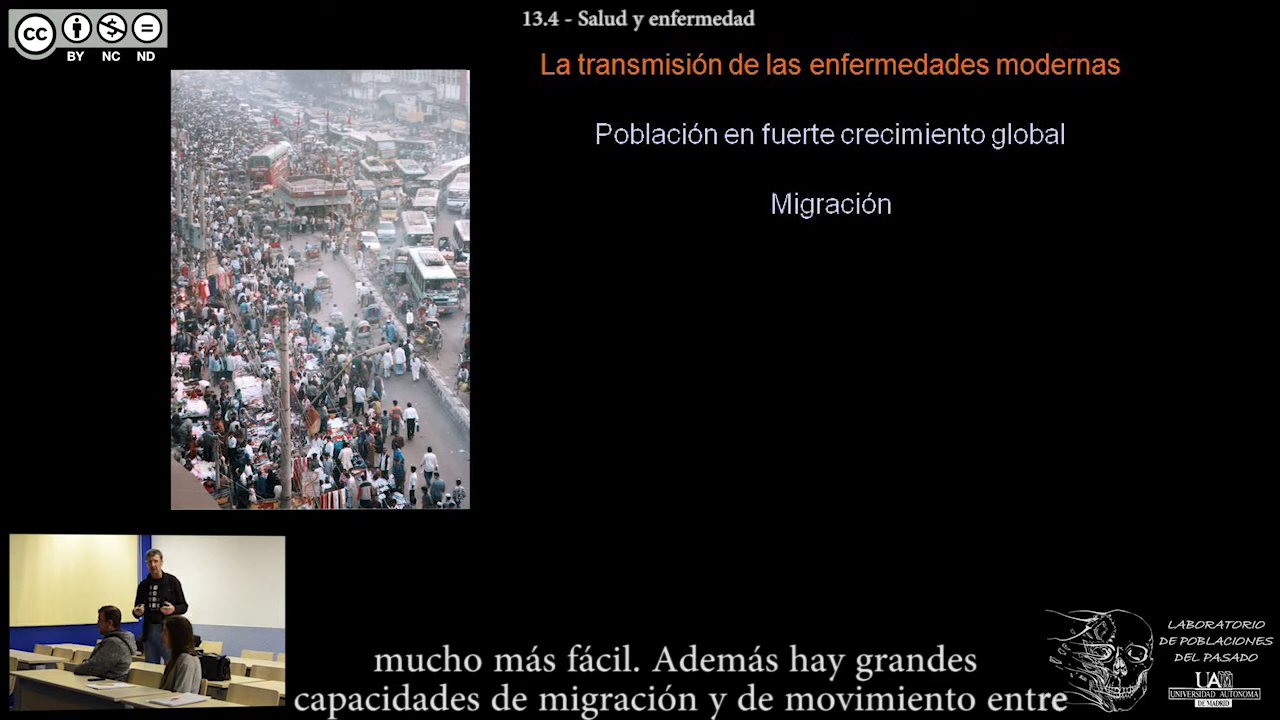 13.4 - Salud y enfermedad
cc
BY NC ND
La transmisión de las enfermedades modernas
Población en fuerte crecimiento global
Migración
mucho más fácil. Además hay grandes
capacidades de migración y de movimiento entre
LABORATORIO
DE POBLACIONES
DEL PASADO
UAM
UNIVERSIDAD AUTONOMA
DE MADRID